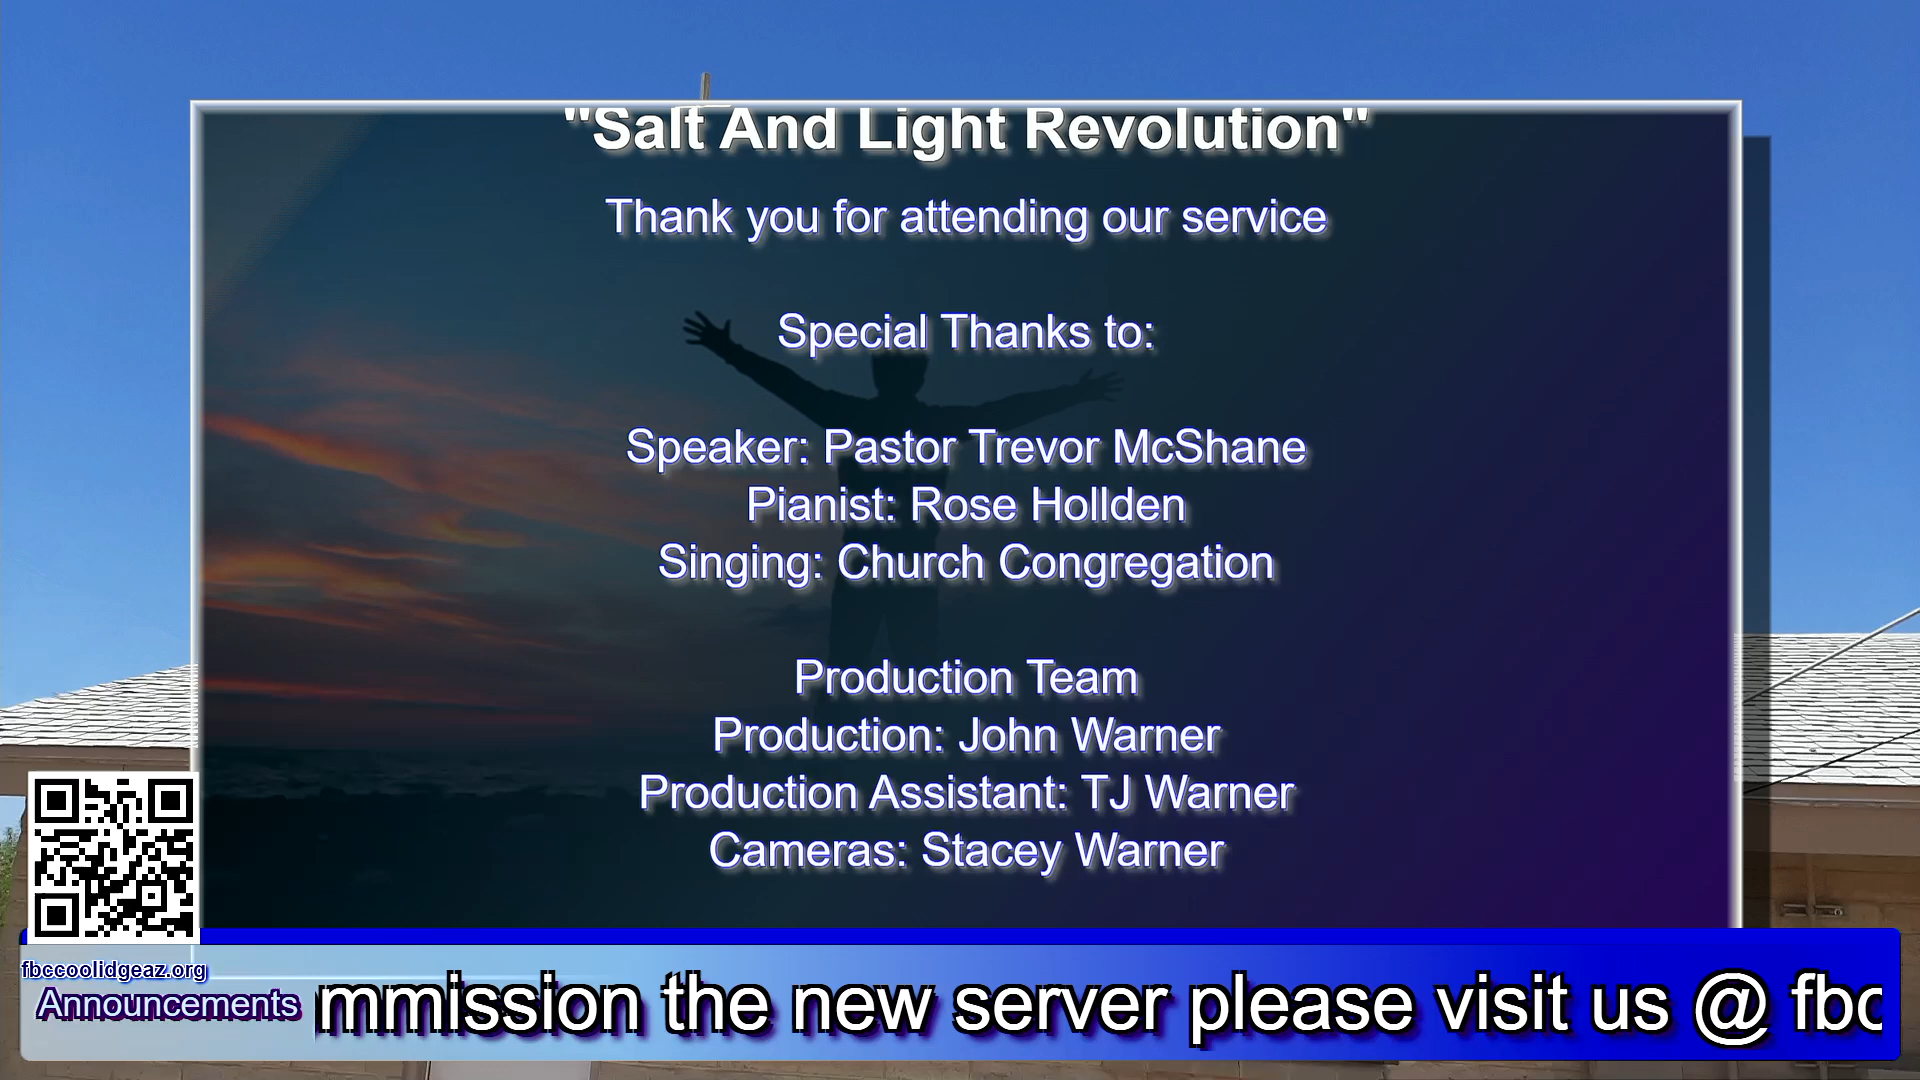 "Salt And Light Revolution"
Thank you for attending our service
Special Thanks to:
Speaker: Pastor Trevor McShane
Pianist: Rose Hollden
Singing: Church Congregation
Production Team
Production: John Warner
Production Assistant: TJ Warner
Cameras: Stacey Warner
fbccoolidgeaz.org
Announcements
mmission the new server please visit us @ fbc